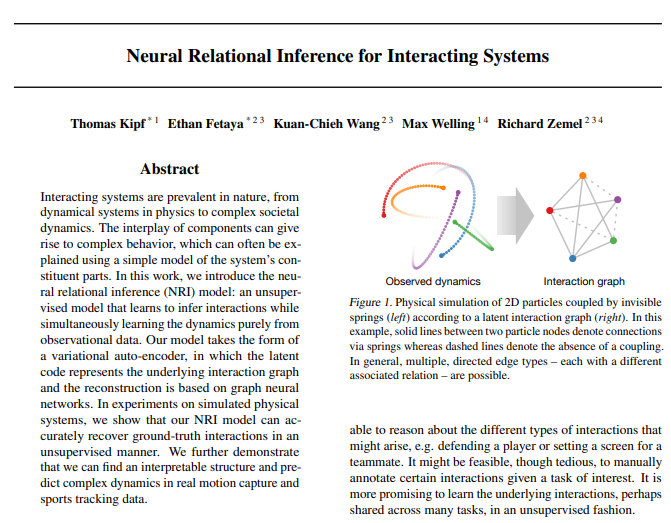 Neural Relational Inference for Interacting Systems
Thomas Kipf * 1 Ethan Fetaya * 2 3 Kuan-Chieh Wang 2 3 Max Welling 1 4 Richard Zemel 2 3 4
Abstract
Interacting systems are prevalent in nature, from
dynamical systems in physics to complex societal
dynamics. The interplay of components can give
rise to complex behavior, which can often be ex-
plained using a simple model of the system's con-
stituent parts. In this work, we introduce the neu-
ral relational inference (NRI) model: an unsuper-
vised model that learns to infer interactions while
simultaneously learning the dynamics purely from
observational data. Our model takes the form of
a variational auto-encoder, in which the latent
code represents the underlying interaction graph
and the reconstruction is based on graph neural
networks. In experiments on simulated physical
systems, we show that our NRI model can ac-
curately recover ground-truth interactions in an
unsupervised manner. We further demonstrate
that we can find an interpretable structure and pre-
dict complex dynamics in real motion capture and
sports tracking data.
Observed dynamics
Interaction graph
Figure 1. Physical simulation of 2D particles coupled by invisible
springs (left) according to a latent interaction graph (right). In this
example, solid lines between two particle nodes denote connections
via springs whereas dashed lines denote the absence of a coupling.
In general, multiple, directed edge types – each with a different
associated relation – are possible.
able to reason about the different types of interactions that
might arise, e.g. defending a player or setting a screen for a
teammate. It might be feasible, though tedious, to manually
annotate certain interactions given a task of interest. It is
more promising to learn the underlying interactions, perhaps
shared across many tasks, in an unsupervised fashion.